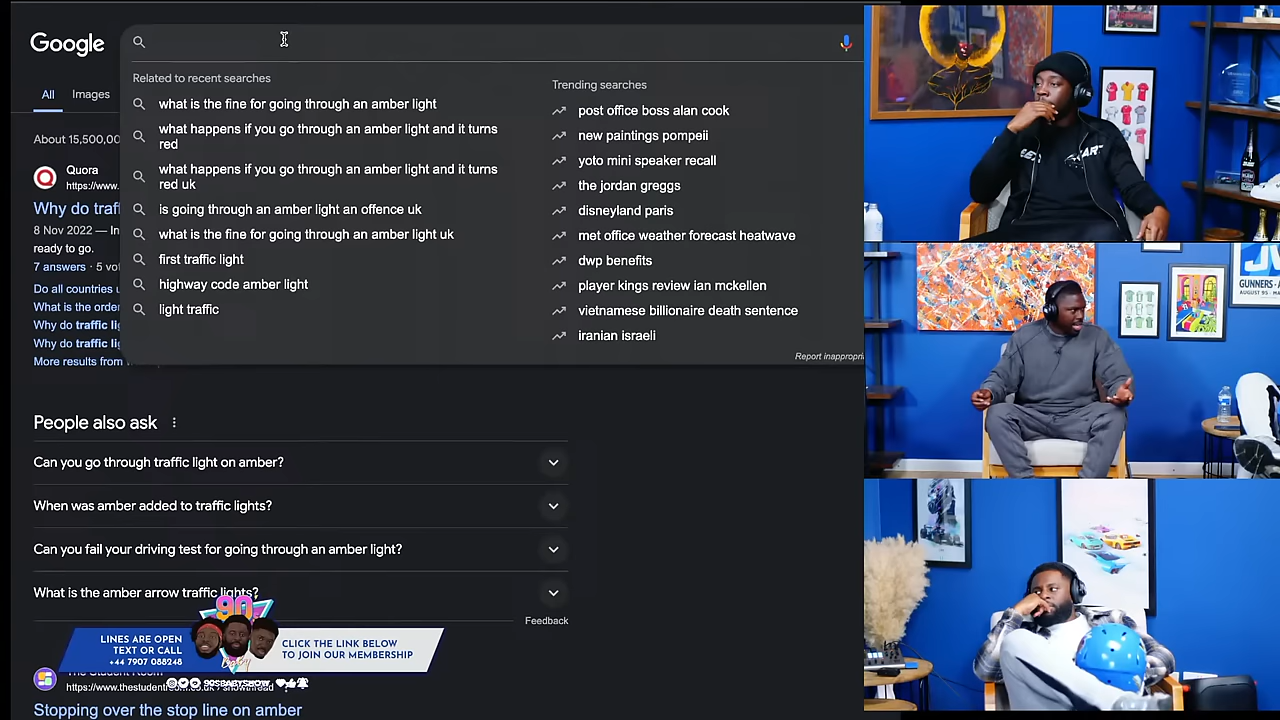 Google
Related to recent searches
what is the fine for going through an amber light
what happens if you go through an amber light and it turns
red
what happens if you go through an amber light and it turns
red uk
is going through an amber light an offence uk
what is the fine for going through an amber light uk
first traffic light
highway code amber light
light traffic
Trending searches
post office boss alan cook
new paintings pompeii
yoto mini speaker recall
the jordan greggs
disneyland paris
met office weather forecast heatwave
dwp benefits
player kings review ian mckellen
vietnamese billionaire death sentence
iranian israeli
All
Images
About 15,500,00
Quora
https://www.
Why do traf
8 Nov 2022 — In
ready to go.
7 answers · 5 vo
Do all countries u
What is the orde
Why do traffic li
Why do traffic li
More results from
People also ask
Can you go through traffic light on amber?
When was amber added to traffic lights?
Can you fail your driving test for going through an amber light?
What is the amber arrow traffic lights?
Feedback
90
LINES ARE OPEN
TEXT OR CALL
+44 7907 088248
CLICK THE LINK BELOW
TO JOIN OUR MEMBERSHIP
Stopping over the stop line on amber
GUNNERS